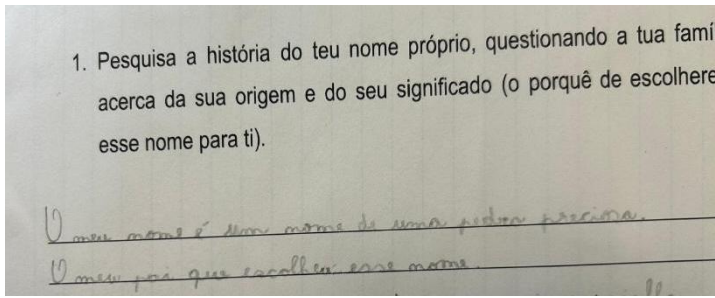 1. Pesquisa a história do teu nome próprio, questionando a tua famí
acerca da sua origem e do seu significado (o porquê de escolhere
esse nome para ti).
O meu nome é um nome de uma pedra preciosa.
O meu pai que escolheu esse nome.